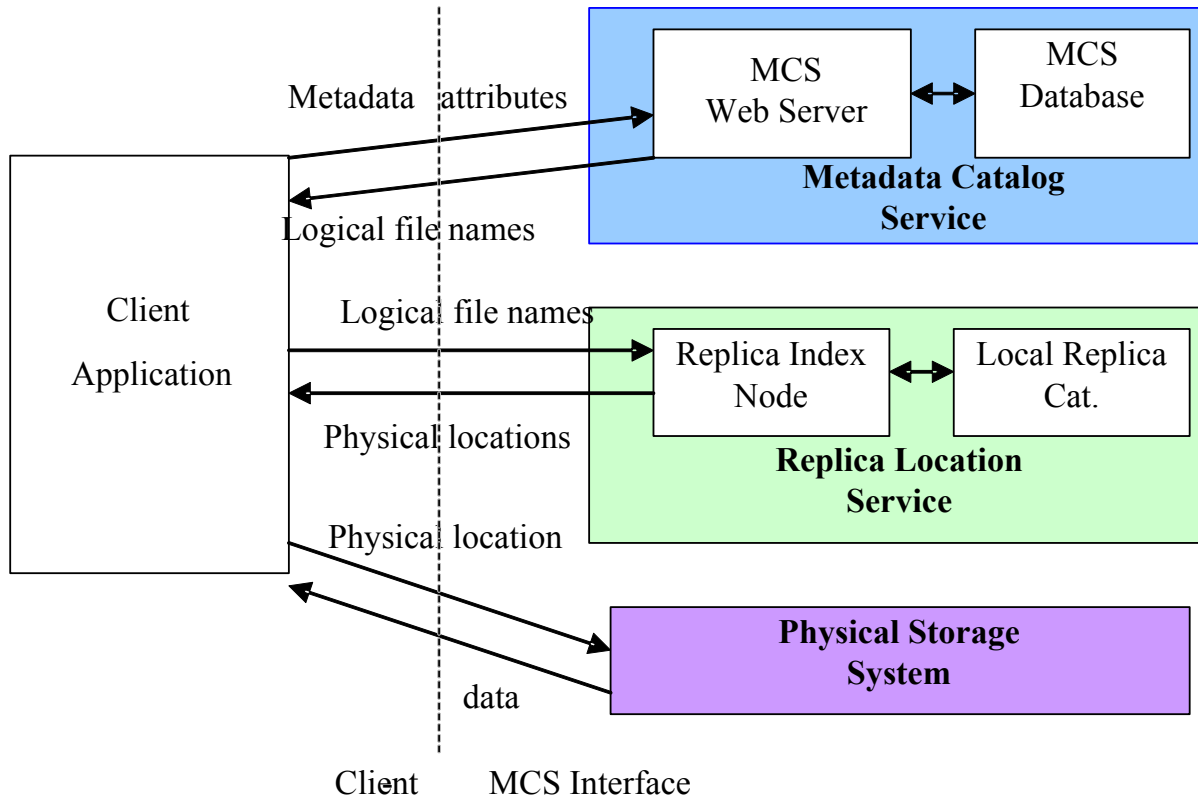 Metadata attributes
MCS
Web Server
MCS
Database
Metadata Catalog
Service
Logical file names
Client
Application
Logical file names
Replica Index
Node
Local Replica
Cat.
Physical locations
Replica Location
Service
Physical location
Physical Storage
System
data
Client MCS Interface